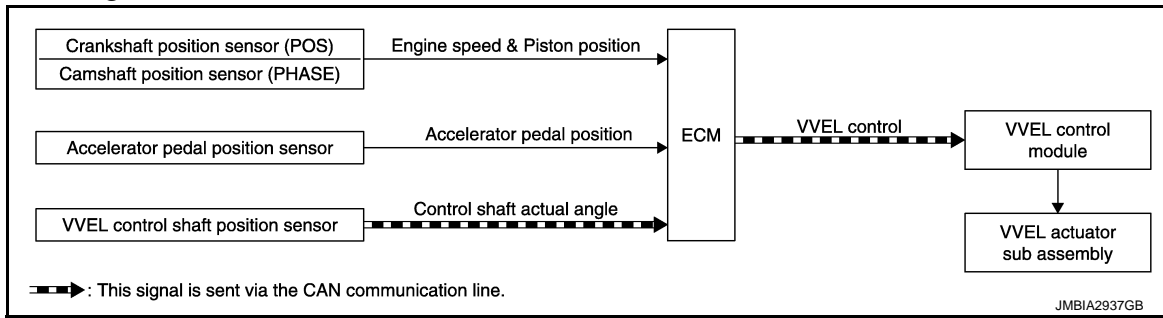 Crankshaft position sensor (POS)
Camshaft position sensor (PHASE)
Engine speed & Piston position
Accelerator pedal position sensor
Accelerator pedal position
VVEL control shaft position sensor
Control shaft actual angle
ECM
VVEL control
VVEL control
module
VVEL actuator
sub assembly
: This signal is sent via the CAN communication line.
JMBIA2937GB